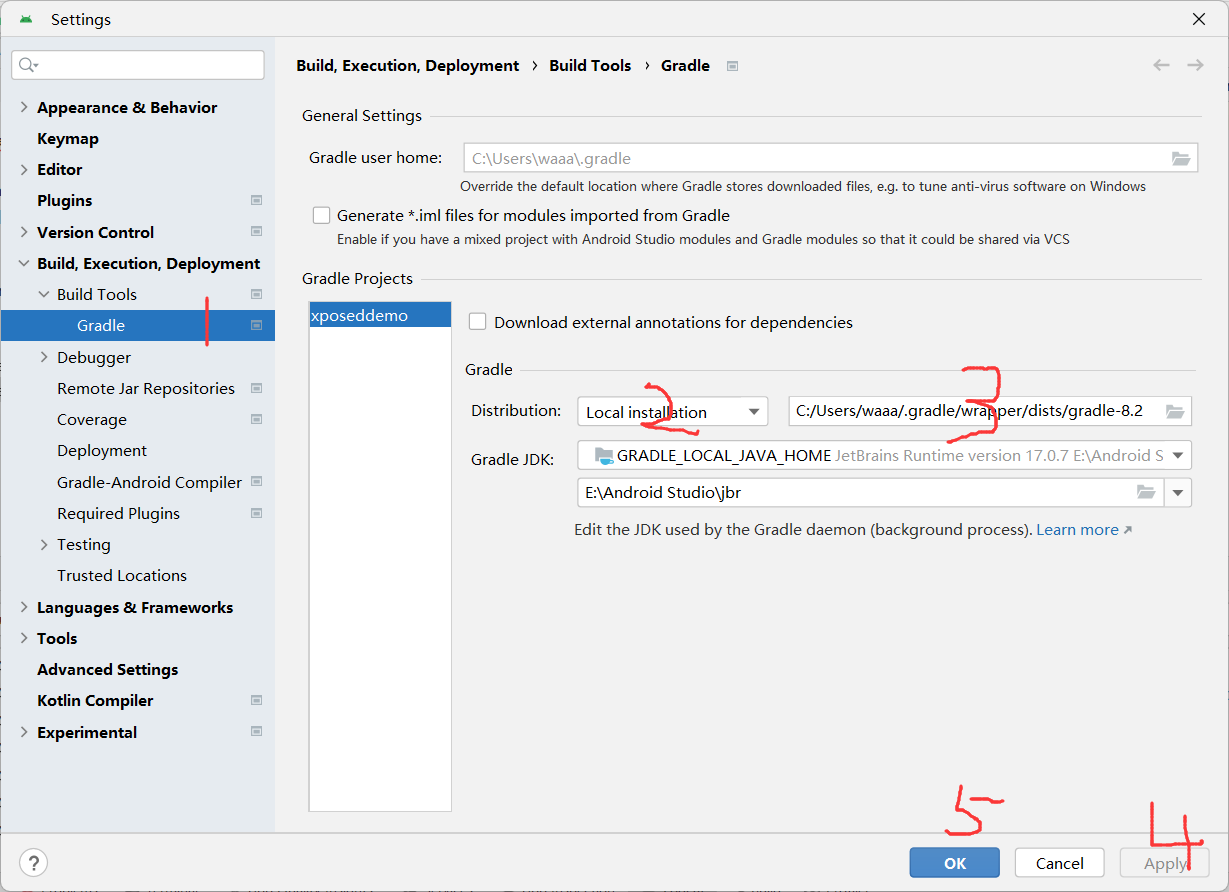 Settings
Build, Execution, Deployment › Build Tools › Gradle
Appearance & Behavior
Keymap
Editor
Plugins
Version Control
Build, Execution, Deployment
Build Tools
Gradle
1
Debugger
Remote Jar Repositories
Coverage
Deployment
Gradle-Android Compiler
Required Plugins
Testing
Trusted Locations
Languages & Frameworks
Tools
Advanced Settings
Kotlin Compiler
Experimental
General Settings
Gradle user home: C:\Users\waaa\.gradle
Override the default location where Gradle stores downloaded files, e.g. to tune anti-virus software on Windows
Generate *.iml files for modules imported from Gradle
Enable if you have a mixed project with Android Studio modules and Gradle modules so that it could be shared via VCS
Gradle Projects
xposeddemo
Download external annotations for dependencies
Gradle
Distribution: Local installation C:/Users/waaa/.gradle/wrapper/dists/gradle-8.2
2
3
Gradle JDK: GRADLE_LOCAL_JAVA_HOME JetBrains Runtime version 17.0.7 E:\Android S
E:\Android Studio\jbr
Edit the JDK used by the Gradle daemon (background process). Learn more ↗
5
4
? OK Cancel Apply